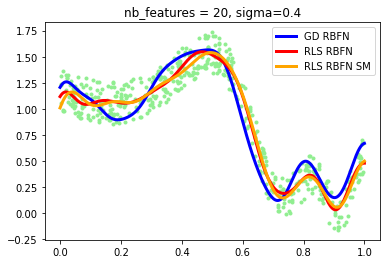 nb_features = 20, sigma=0.4
GD RBFN
RLS RBFN
RLS RBFN SM
1.75
1.50
1.25
1.00
0.75
0.50
0.25
0.00
-0.25
0.0 0.2 0.4 0.6 0.8 1.0